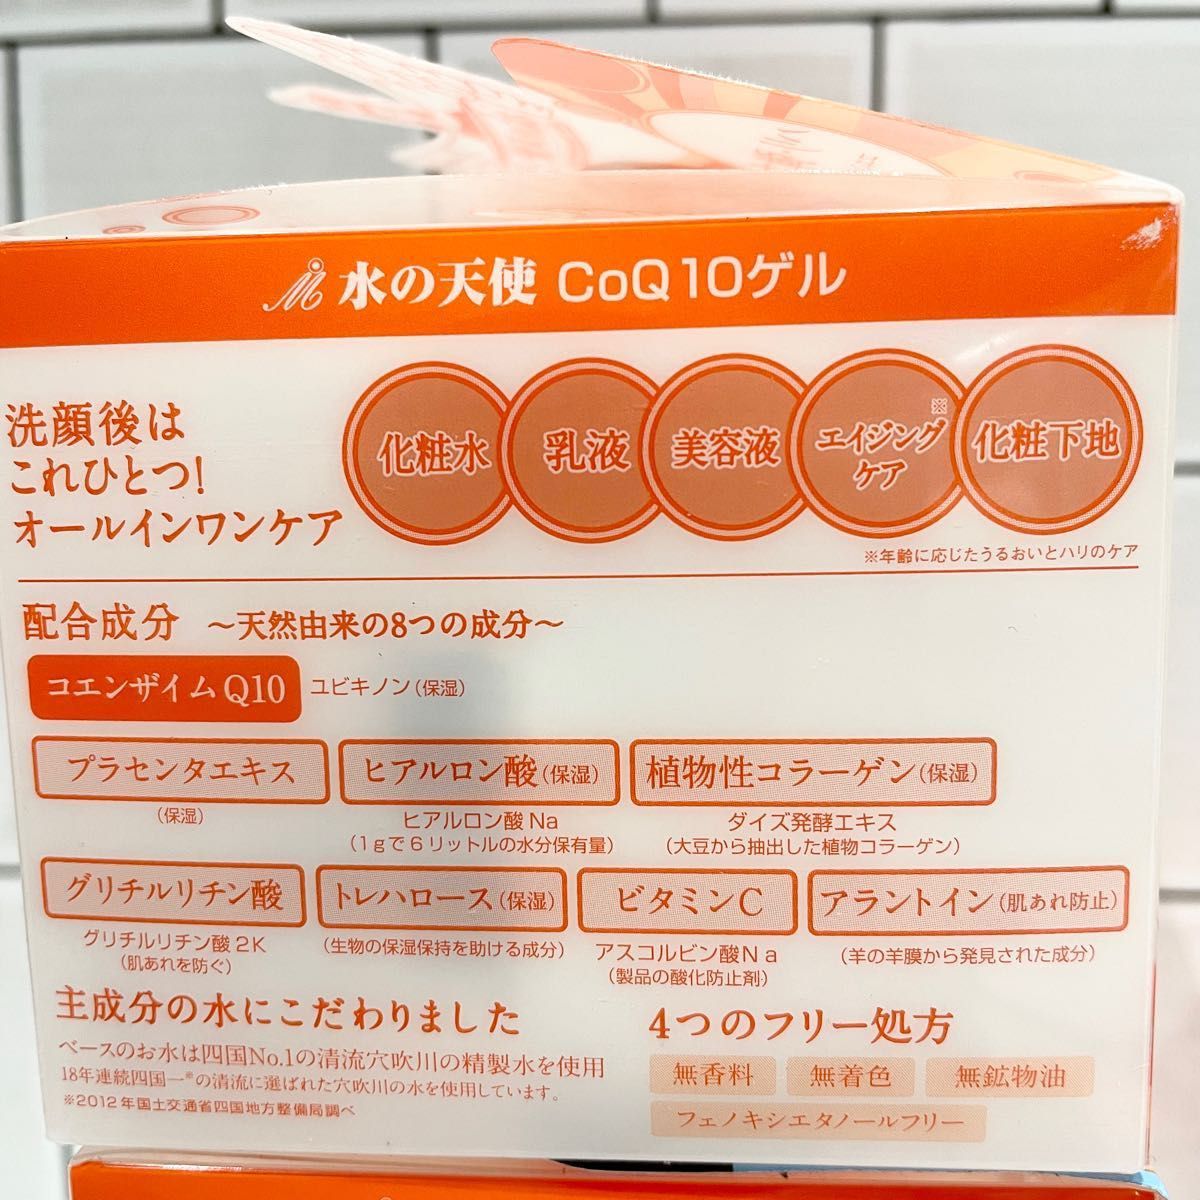 水の天使 CoQ10ゲル
洗顔後は
これひとつ!
オールインワンケア
化粧水
乳液
美容液
エイジング※
ケア
化粧下地
※年齢に応じたうるおいとハリのケア
配合成分 ～天然由来の8つの成分～
コエンザイムQ10 ユビキノン(保湿)
プラセンタエキス
(保湿)
ヒアルロン酸(保湿)
ヒアルロン酸Na
(1gで6リットルの水分保有量)
植物性コラーゲン(保湿)
ダイズ発酵エキス
(大豆から抽出した植物コラーゲン)
グリチルリチン酸
グリチルリチン酸2K
(肌あれを防ぐ)
トレハロース(保湿)
(生物の保湿保持を助ける成分)
ビタミンC
アスコルビン酸Na
(製品の酸化防止剤)
アラントイン(肌あれ防止)
(羊の羊膜から発見された成分)
主成分の水にこだわりました
ベースのお水は四国No.1の清流穴吹川の精製水を使用
18年連続四国一※の清流に選ばれた穴吹川の水を使用しています。
※2012年国土交通省四国地方整備局調べ
4つのフリー処方
無香料
無着色
無鉱物油
フェノキシエタノールフリー